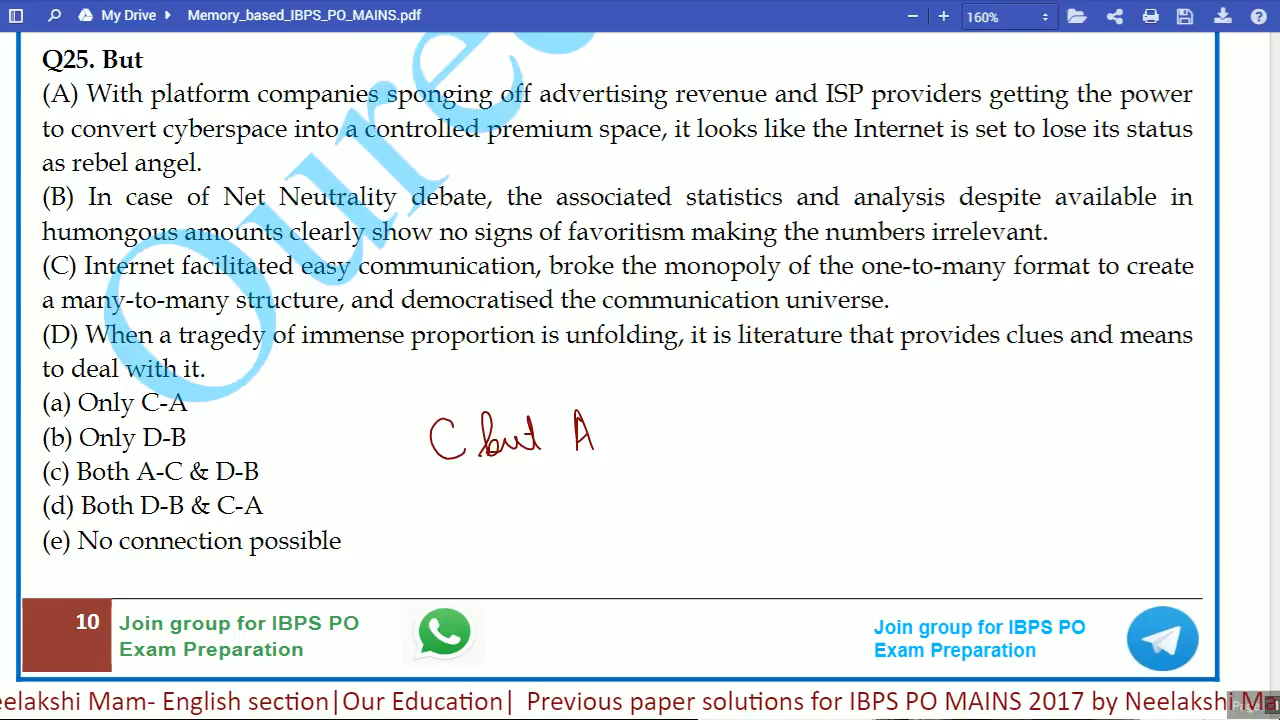 My Drive
Memory_based_IBPS_PO_MAINS.pdf
160%
Q25. But
(A) With platform companies sponging off advertising revenue and ISP providers getting the power
to convert cyberspace into a controlled premium space, it looks like the Internet is set to lose its status
as rebel angel.
(B) In case of Net Neutrality debate, the associated statistics and analysis despite available in
humongous amounts clearly show no signs of favoritism making the numbers irrelevant.
(C) Internet facilitated easy communication, broke the monopoly of the one-to-many format to create
a many-to-many structure, and democratised the communication universe.
(D) When a tragedy of immense proportion is unfolding, it is literature that provides clues and means
to deal with it.
(a) Only C-A
(b) Only D-B
(c) Both A-C & D-B
(d) Both D-B & C-A
(e) No connection possible
C but A
Oure
10
Join group for IBPS PO
Exam Preparation
Join group for IBPS PO
Exam Preparation
eelakshi Mam- English section|Our Education| Previous paper solutions for IBPS PO MAINS 2017 by Neelakshi Ma